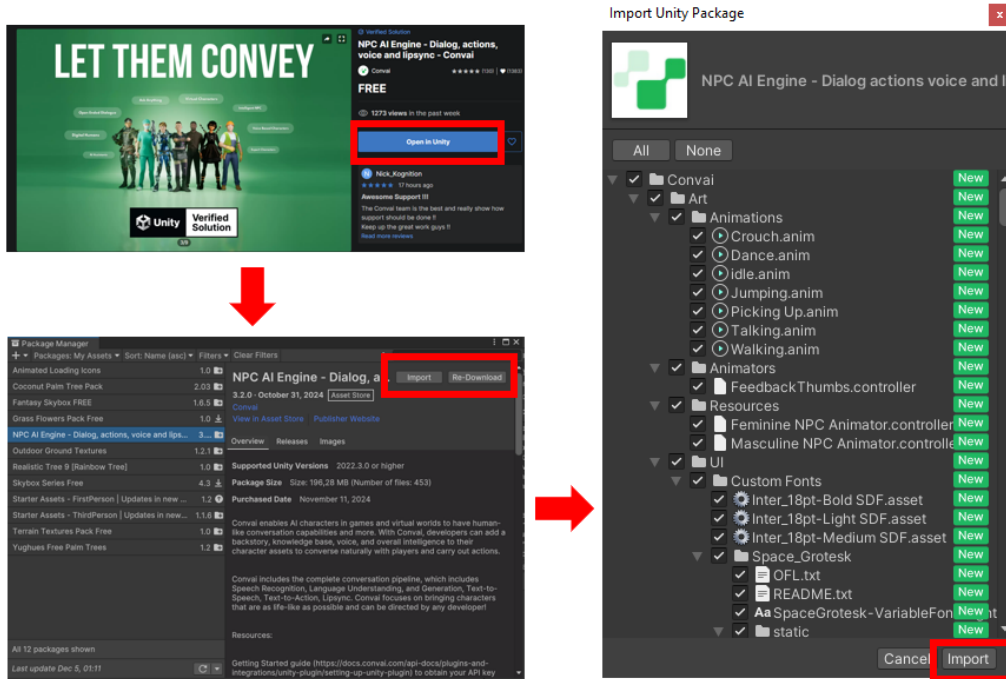 LET THEM CONVEY
Unity
Verified
Solution
Verified Solution
NPC AI Engine - Dialog, actions,
voice and lipsync - Convai
Convai
FREE
1273 views in the past week
Open in Unity
Nick_Kognition
17 hours ago
Awesome Support !!!
The Convai team is the best and really show how
support should be done !!
Keep up the great work guys !!
Read more reviews
Package Manager
Packages: My Assets
Sort: Name (asc)
Filters
Clear Filters
Animated Loading Icons 1.0
Coconut Palm Tree Pack 2.03
Fantasy Skybox FREE 1.6.5
Grass Flowers Pack Free 1.0
NPC AI Engine - Dialog, actions, voice and lips... 3...
Outdoor Ground Textures 1.2.1
Realistic Tree 9 [Rainbow Tree] 1.0
Skybox Series Free 4.3
Starter Assets - FirstPerson | Updates in new ... 1.2
Starter Assets - ThirdPerson | Updates in new... 1.1.6
Terrain Textures Pack Free 1.0
Yughues Free Palm Trees 1.2
All 12 packages shown
Last update Dec 5, 01:11
NPC AI Engine - Dialog, a...
Import
Re-Download
3.2.0 · October 31, 2024 Asset Store
Convai
View in Asset Store Publisher Website
Overview Releases Images
Supported Unity Versions 2022.3.0 or higher
Package Size Size: 196,28 MB (Number of files: 453)
Purchased Date November 11, 2024
Convai enables AI characters in games and virtual worlds to have human-
like conversation capabilities and more. With Convai, developers can add a
backstory, knowledge base, voice, and overall intelligence to their
character assets to converse naturally with players and carry out actions.
Convai includes the complete conversation pipeline, which includes
Speech Recognition, Language Understanding, and Generation, Text-to-
Speech, Text-to-Action, Lipsync. Convai focuses on bringing characters
that are as life-like as possible and can be directed by any developer!
Resources:
Getting Started guide (https://docs.convai.com/api-docs/plugins-and-
integrations/unity-plugin/setting-up-unity-plugin) to obtain your API key
Import Unity Package
x
NPC AI Engine - Dialog actions voice and l
All None
Convai New
Art New
Animations New
Crouch.anim New
Dance.anim New
idle.anim New
Jumping.anim New
Picking Up.anim New
Talking.anim New
Walking.anim New
Animators New
FeedbackThumbs.controller New
Resources New
Feminine NPC Animator.controller New
Masculine NPC Animator.controlle New
UI New
Custom Fonts New
Inter_18pt-Bold SDF.asset New
Inter_18pt-Light SDF.asset New
Inter_18pt-Medium SDF.asset New
Space_Grotesk New
OFL.txt New
README.txt New
Aa SpaceGrotesk-VariableFon New
static New
Cancel Import